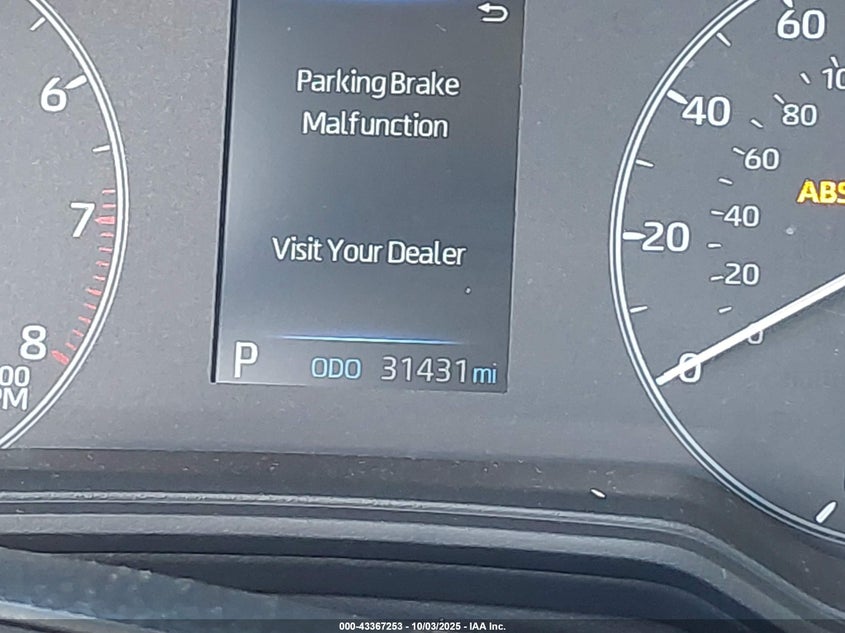 Parking Brake
Malfunction
Visit Your Dealer
P ODO 31431 mi
6
7
8
60
40
20
0
80
60
40
20
0
ABS
000-43367253 - 10/03/2025 - IAA Inc.